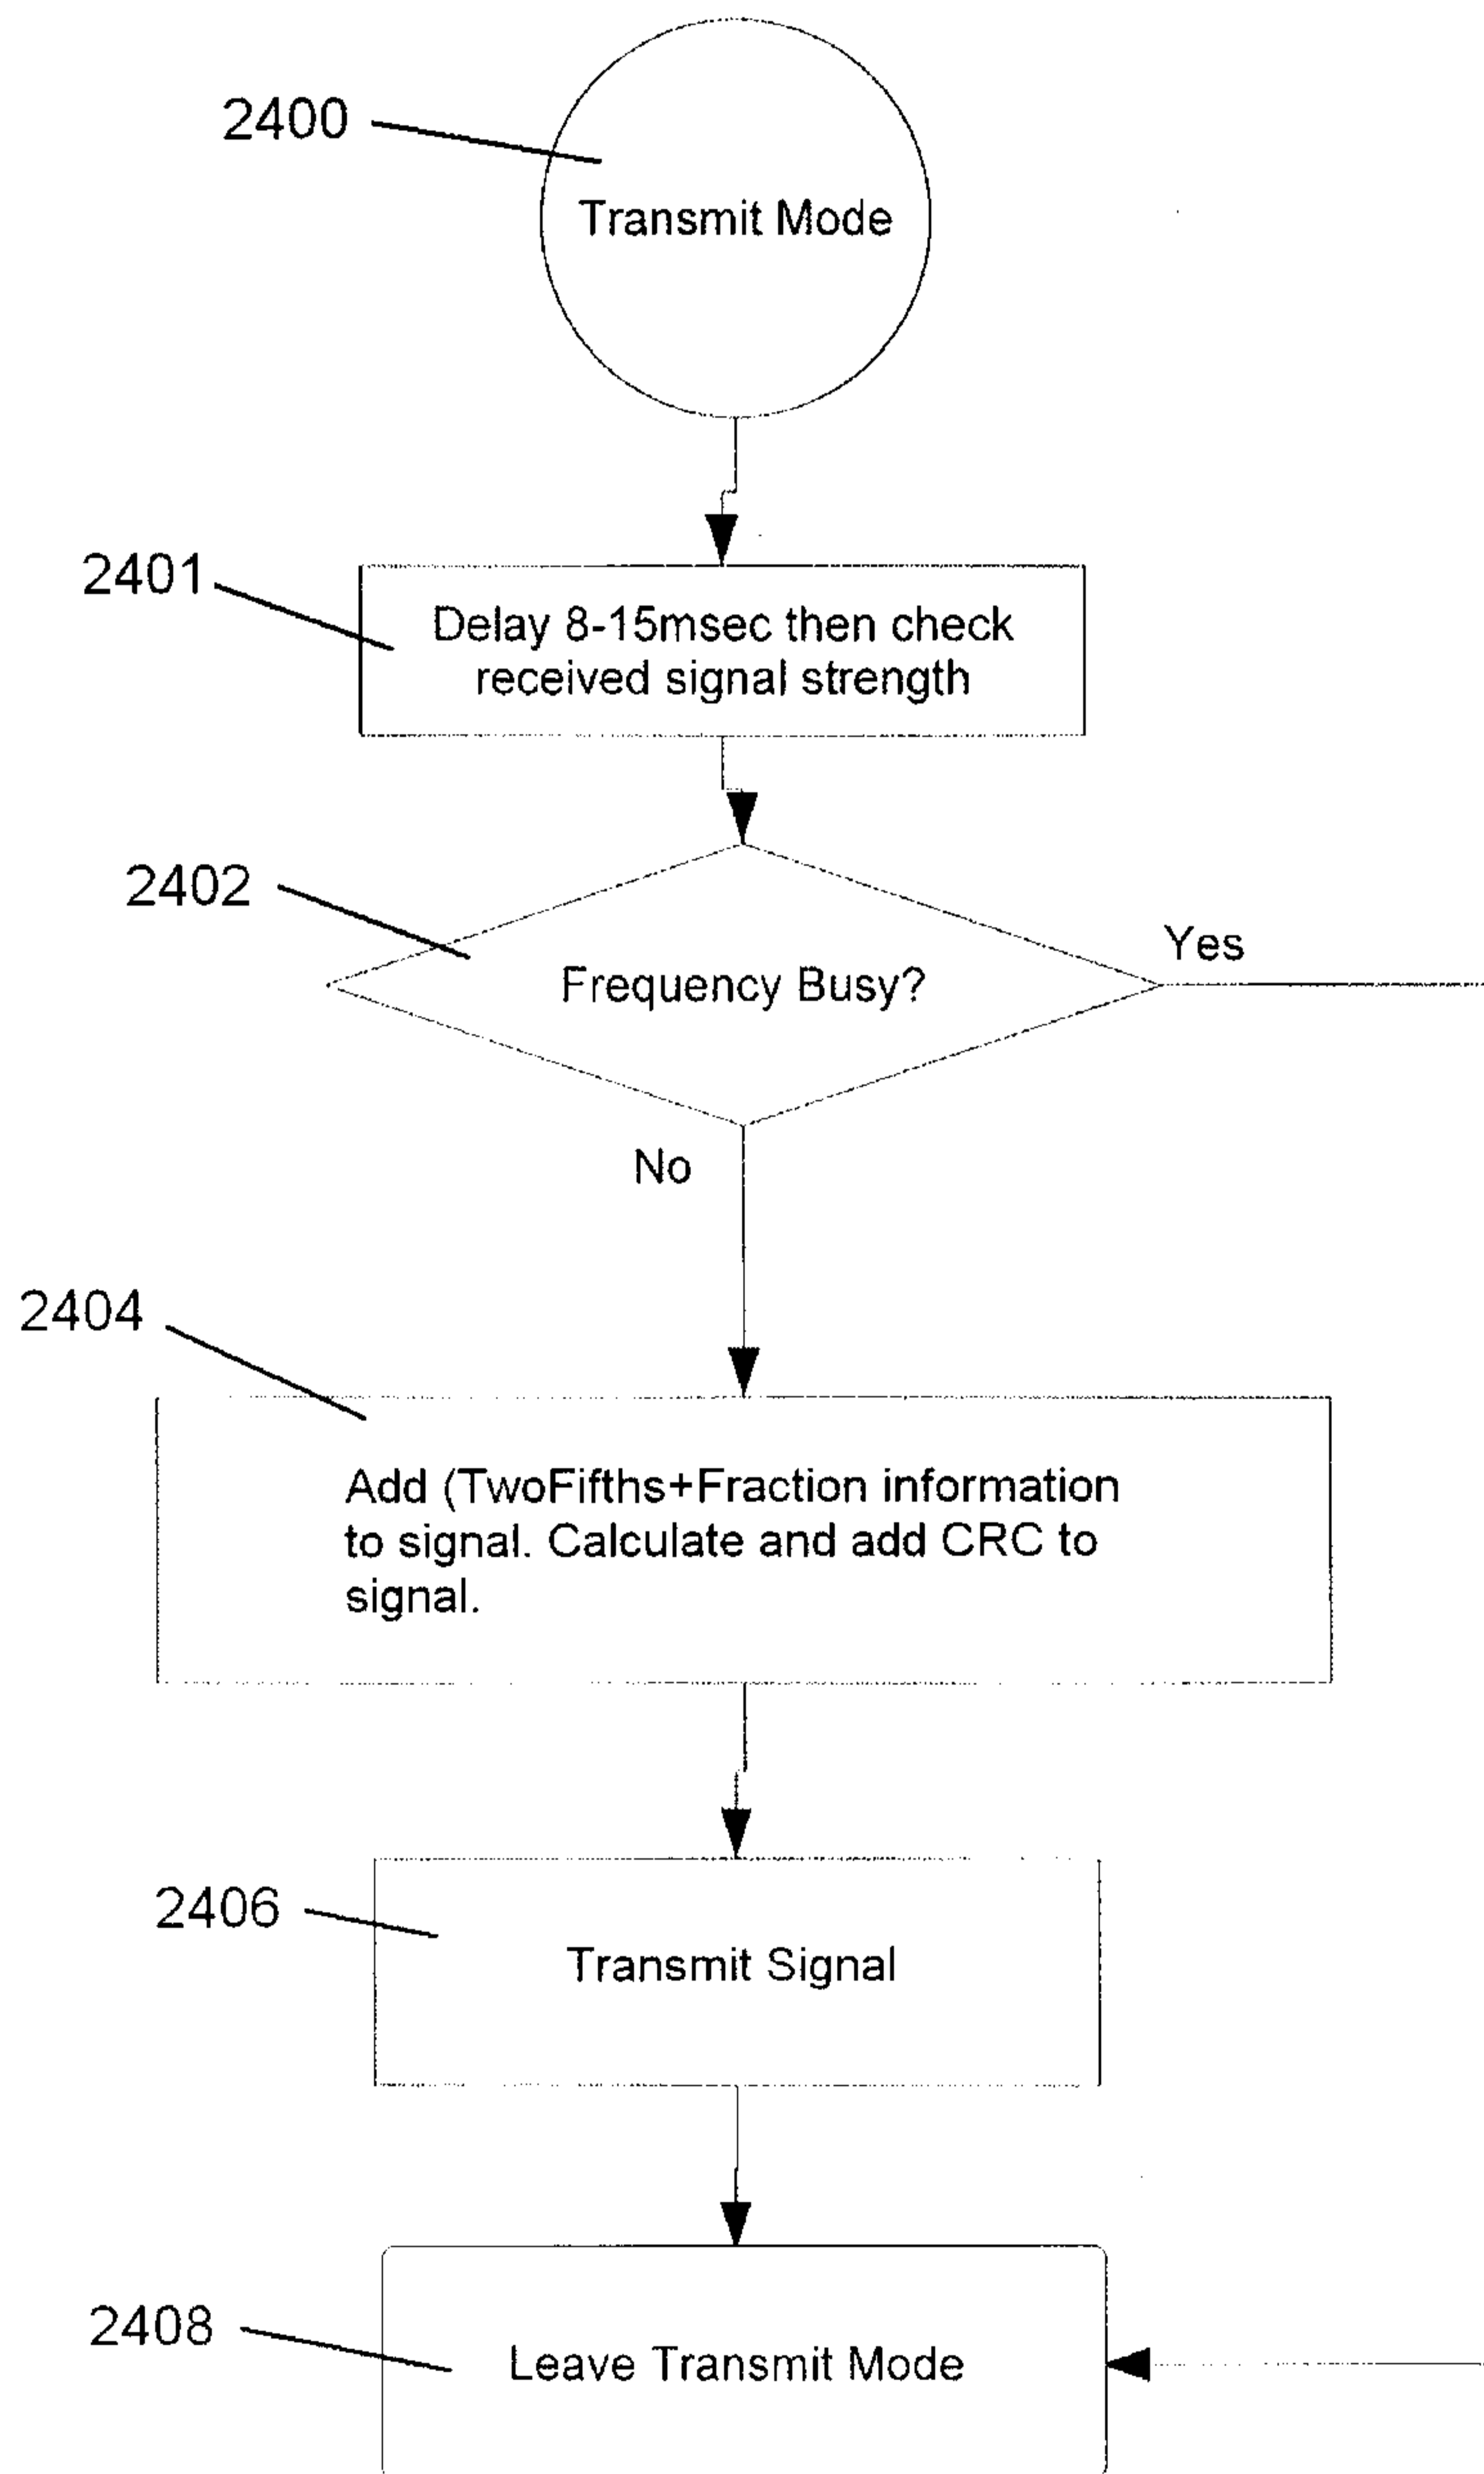 2400
Transmit Mode
2401
Delay 8-15msec then check
received signal strength
2402
Yes
Frequency Busy?
No
2404
Add (TwoFifths+Fraction information
to signal. Calculate and add CRC to
signal.
2406
Transmit Signal
2408
Leave Transmit Mode